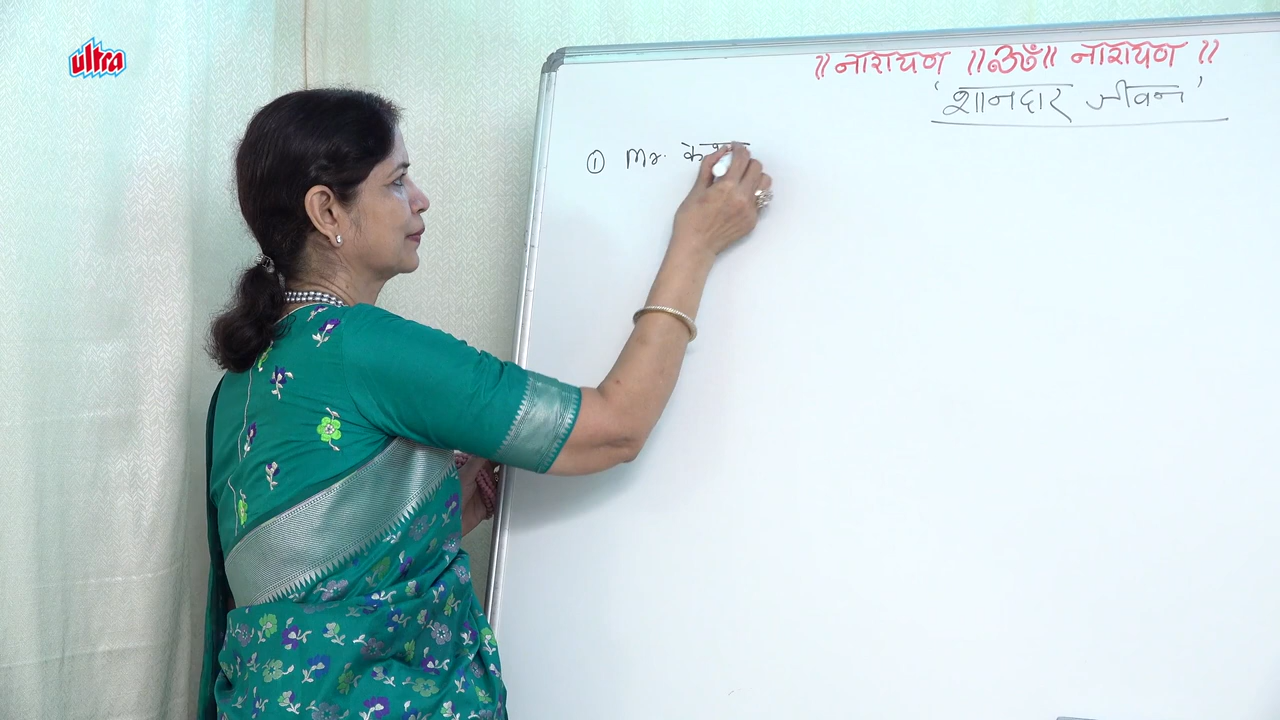 ultra
॥ नारायण ॥ॐ॥ नारायण ॥
'शानदार जीवन'
① Mr.